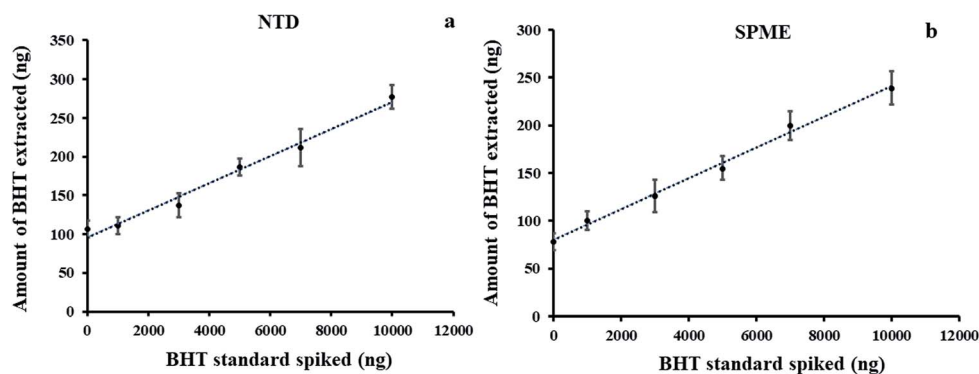 NTD
a
Amount of BHT extracted (ng)
350
300
250
200
150
100
50
0
0 2000 4000 6000 8000 10000 12000
BHT standard spiked (ng)
SPME
b
Amount of BHT extracted (ng)
300
250
200
150
100
50
0
0 2000 4000 6000 8000 10000 12000
BHT standard spiked (ng)